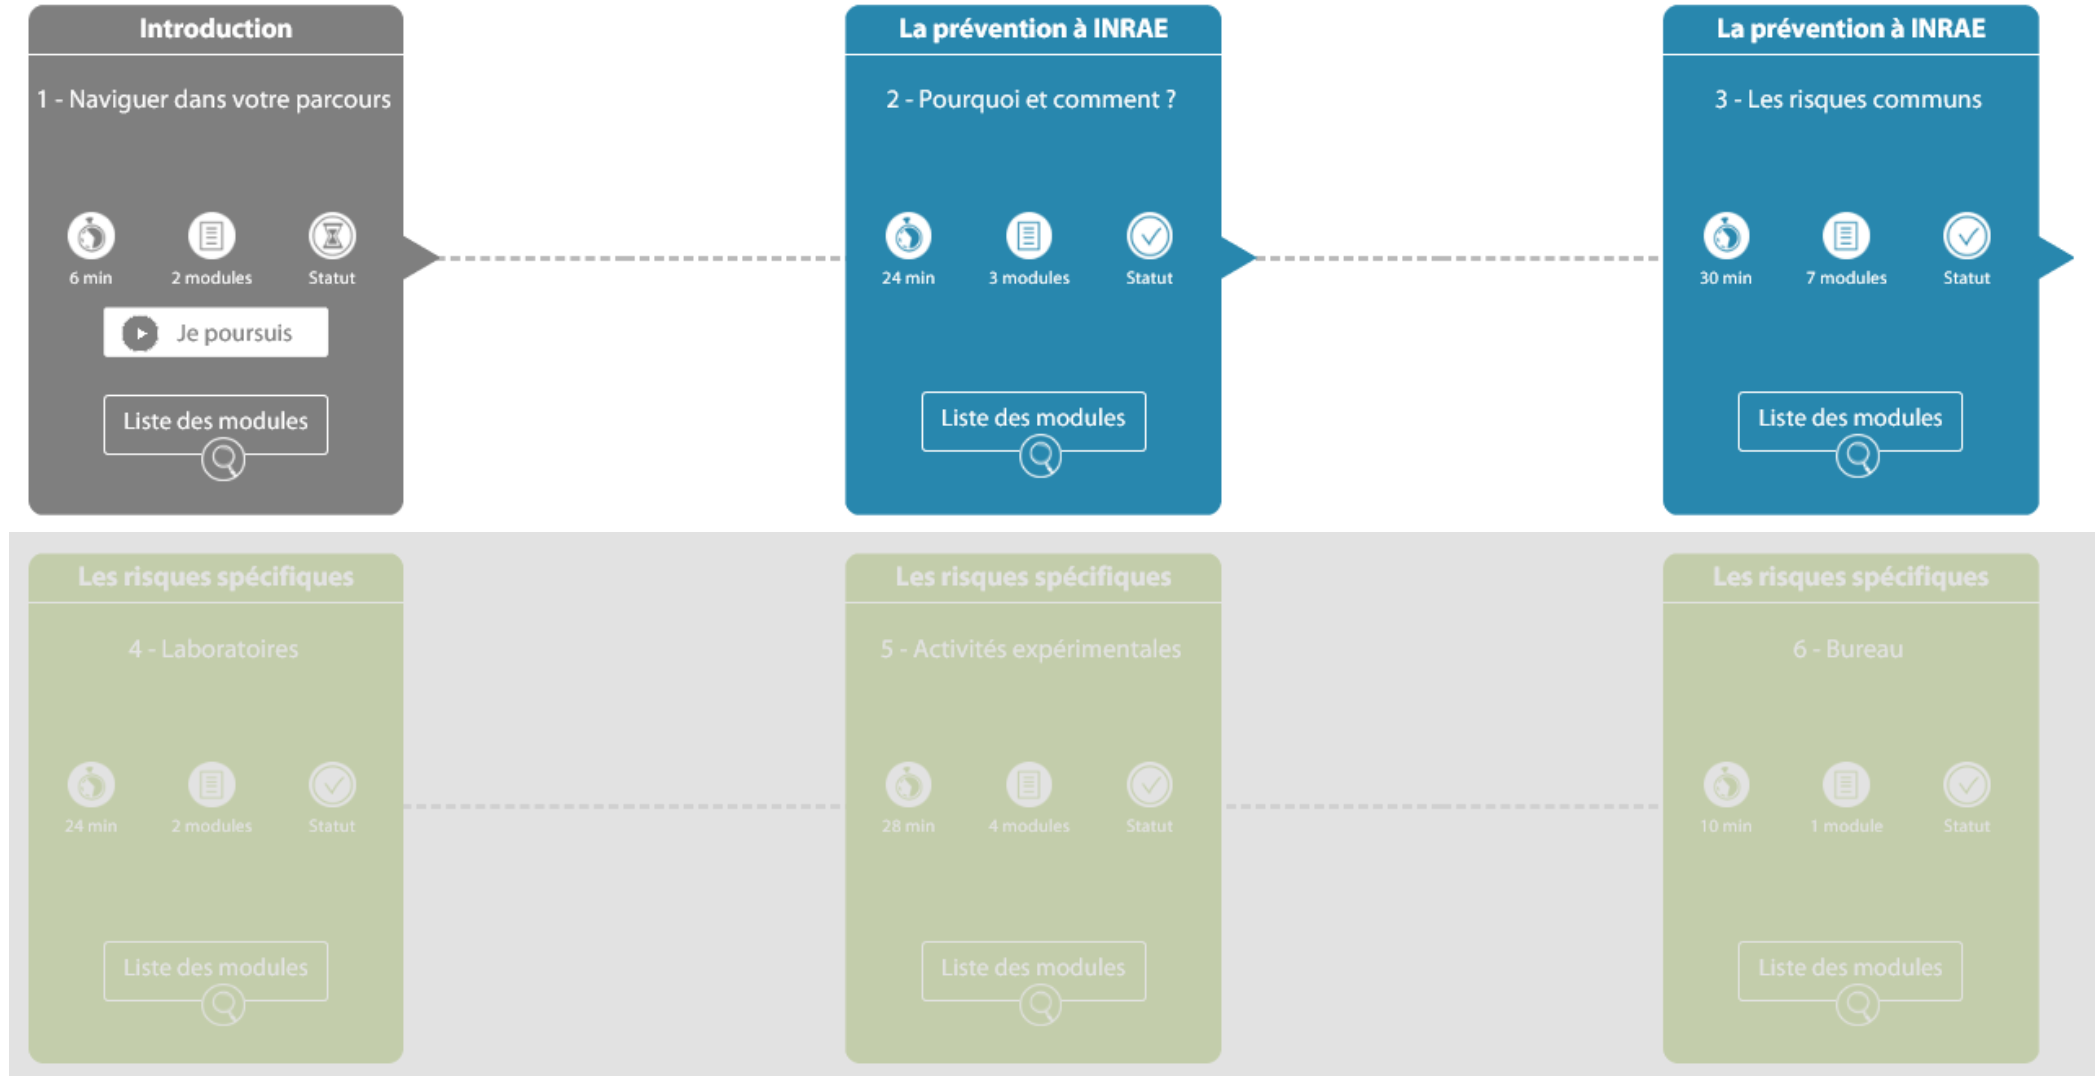 Introduction
1 - Naviguer dans votre parcours
6 min
2 modules
Statut
Je poursuis
Liste des modules
La prévention à INRAE
2 - Pourquoi et comment ?
24 min
3 modules
Statut
Liste des modules
La prévention à INRAE
3 - Les risques communs
30 min
7 modules
Statut
Liste des modules
Les risques spécifiques
4 - Laboratoires
24 min
2 modules
Statut
Liste des modules
Les risques spécifiques
5 - Activités expérimentales
28 min
4 modules
Statut
Liste des modules
Les risques spécifiques
6 - Bureau
10 min
1 module
Statut
Liste des modules